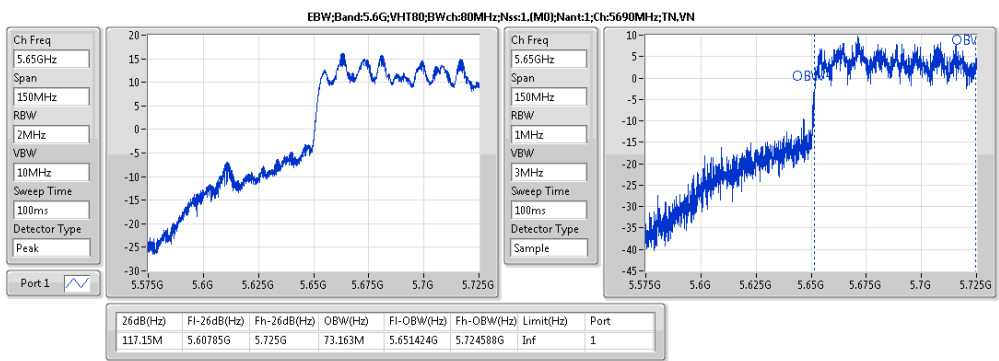 EBW;Band:5.6G;VHT80;BWch:80MHz;Nss:1,(M0);Nant:1;Ch:5690MHz;TN,VN
Ch Freq
5.65GHz
Span
150MHz
RBW
2MHz
VBW
10MHz
Sweep Time
100ms
Detector Type
Peak
Port 1
20
15
10
5
0
-5
-10
-15
-20
-25
-30
5.575G 5.6G 5.625G 5.65G 5.675G 5.7G 5.725G
Ch Freq
5.65GHz
Span
150MHz
RBW
1MHz
VBW
3MHz
Sweep Time
100ms
Detector Type
Sample
10
5
0
-5
-10
-15
-20
-25
-30
-35
-40
-45
OBW
OBW
5.575G 5.6G 5.625G 5.65G 5.675G 5.7G 5.725G
26dB(Hz) Fl-26dB(Hz) Fh-26dB(Hz) OBW(Hz) Fl-OBW(Hz) Fh-OBW(Hz) Limit(Hz) Port
117.15M 5.60785G 5.725G 73.163M 5.651424G 5.724588G Inf 1